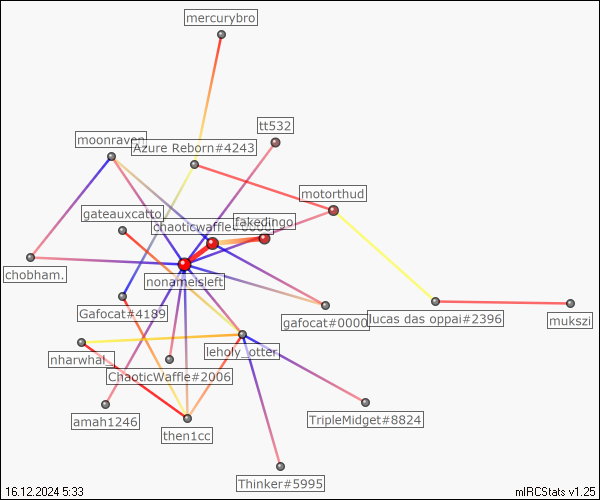 mercurybro
tt532
moonraven
Azure Reborn#4243
motorthud
gateauxcatto
chaoticwaffle#0000
fakedingo
chobham.
nonameisleft
Gafocat#4189
gafocat#0000
lucas das oppai#2396
mukszi
nharwhal
leholy_otter
ChaoticWaffle#2006
amah1246
then1cc
TripleMidget#8824
Thinker#5995
16.12.2024 5:33
mIRCStats v1.25